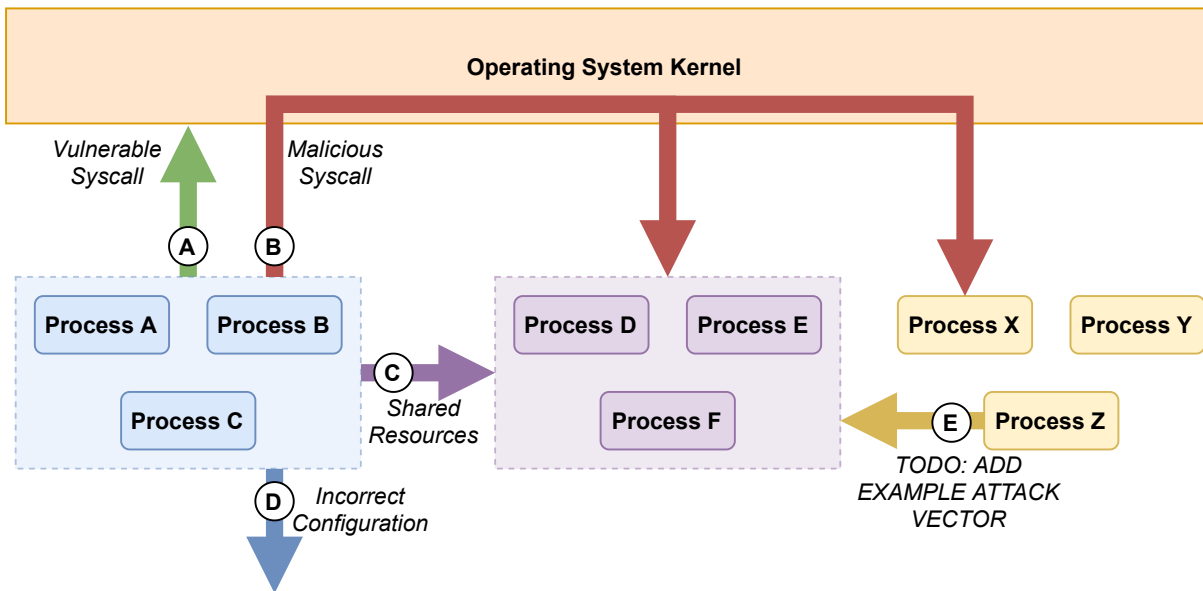 Operating System Kernel
Vulnerable
Syscall
Malicious
Syscall
A
B
Process A
Process B
Process C
C
Shared
Resources
D
Incorrect
Configuration
Process D
Process E
Process F
Process X
Process Y
E
Process Z
TODO: ADD
EXAMPLE ATTACK
VECTOR